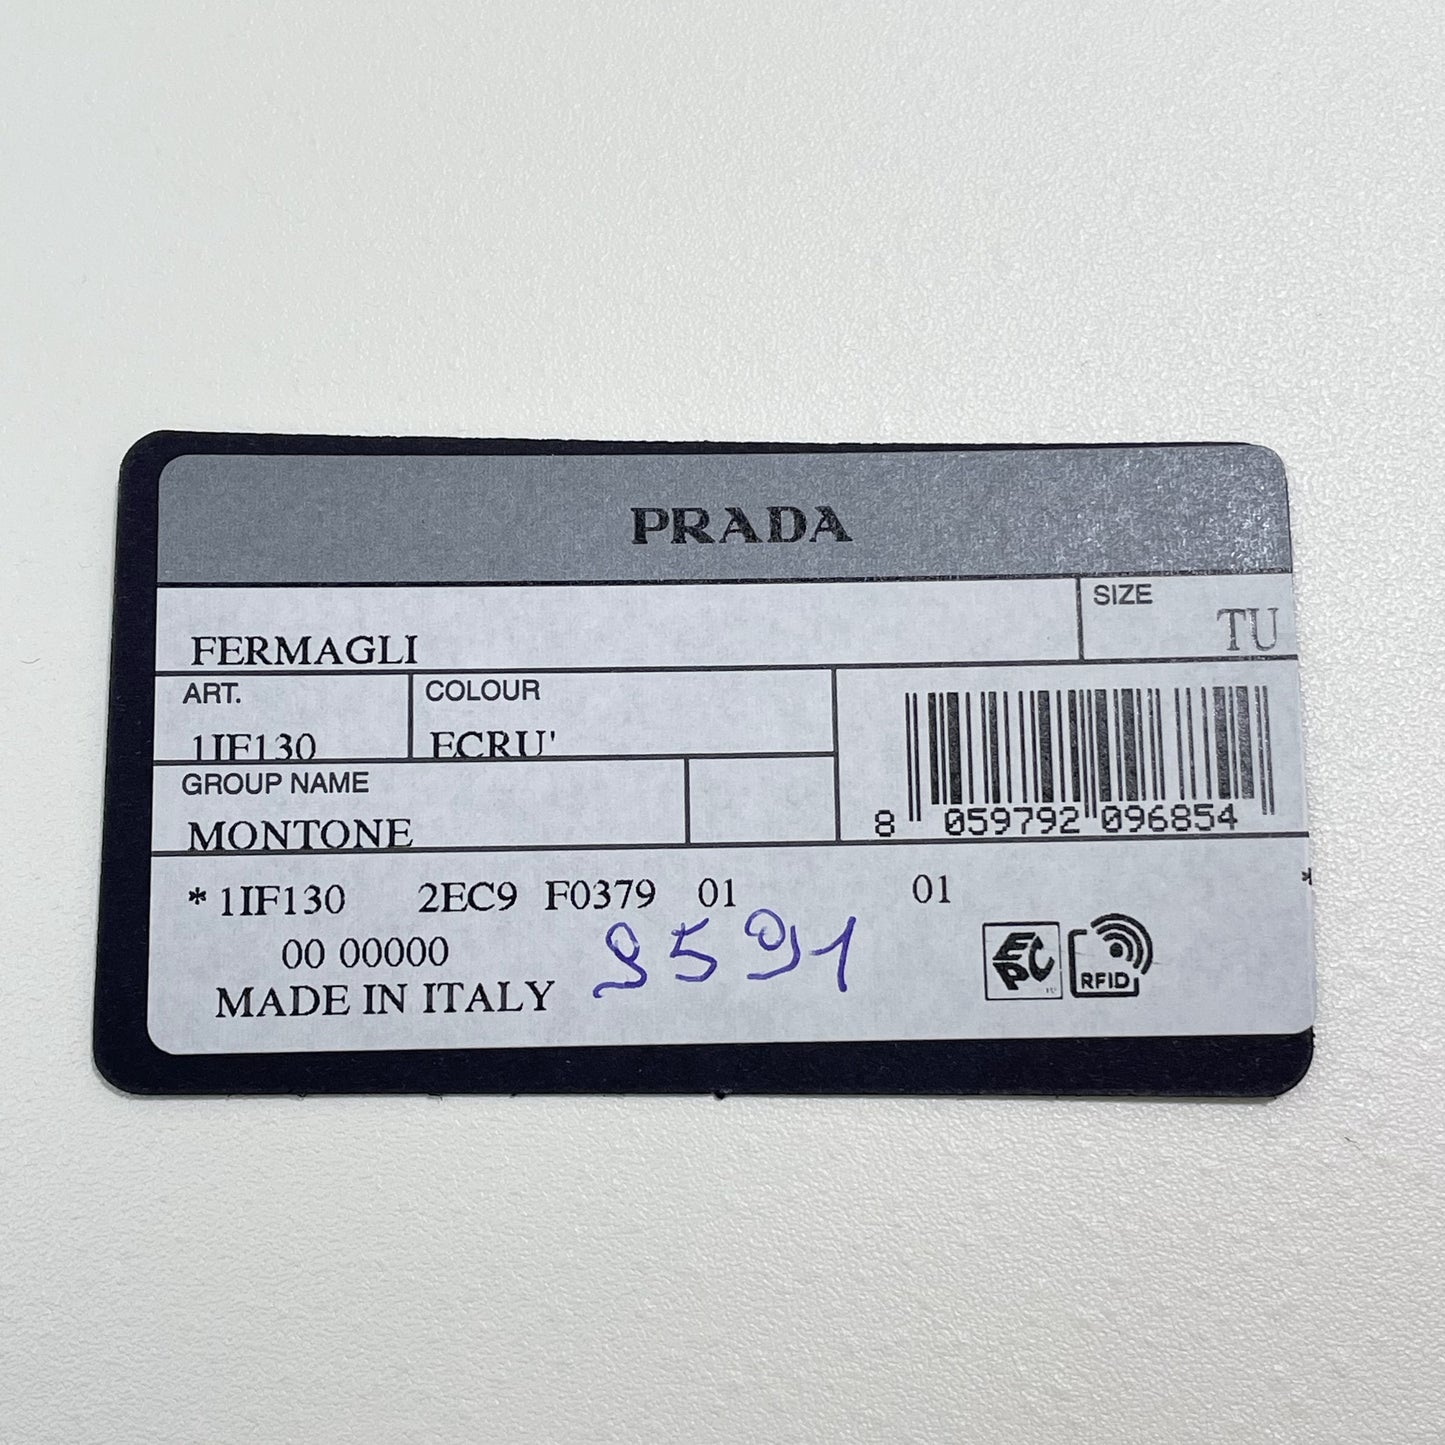 PRADA
FERMAGLI
SIZE
TU
ART.
1IF130
COLOUR
ECRU'
GROUP NAME
MONTONE
8 059792 096854
* 1IF130 2EC9 F0379 01 01 *
00 00000
MADE IN ITALY
EPC
RFID